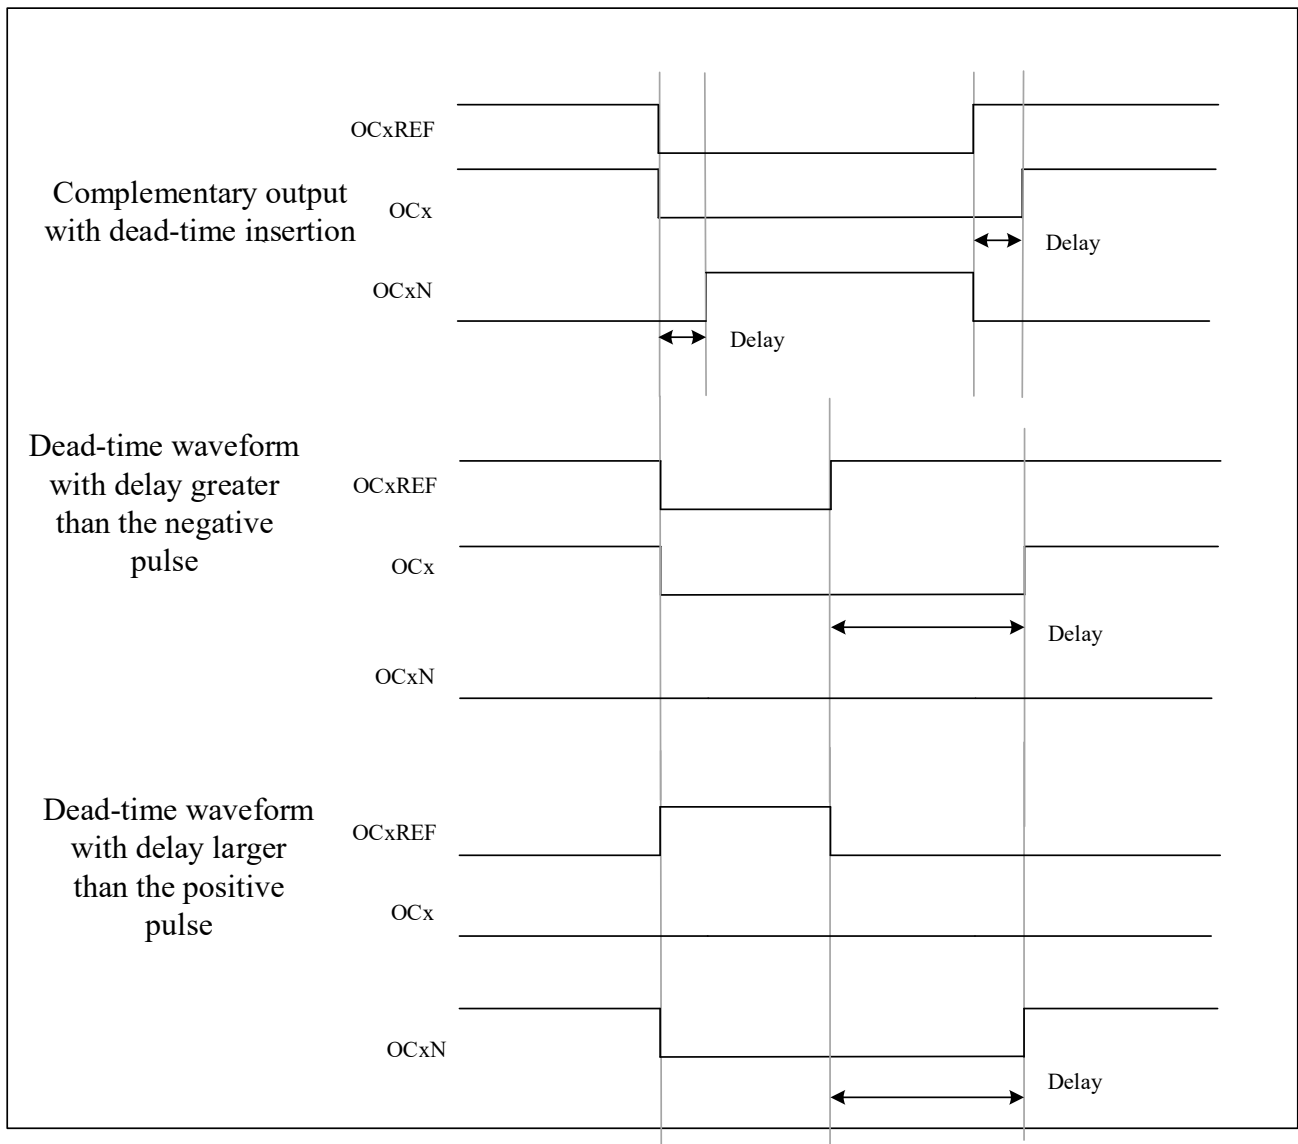 OCxREF
Complementary output
with dead-time insertion
OCx
Delay
OCxN
Delay
Dead-time waveform
with delay greater
than the negative
pulse
OCxREF
OCx
Delay
OCxN
Dead-time waveform
with delay larger
than the positive
pulse
OCxREF
OCx
OCxN
Delay